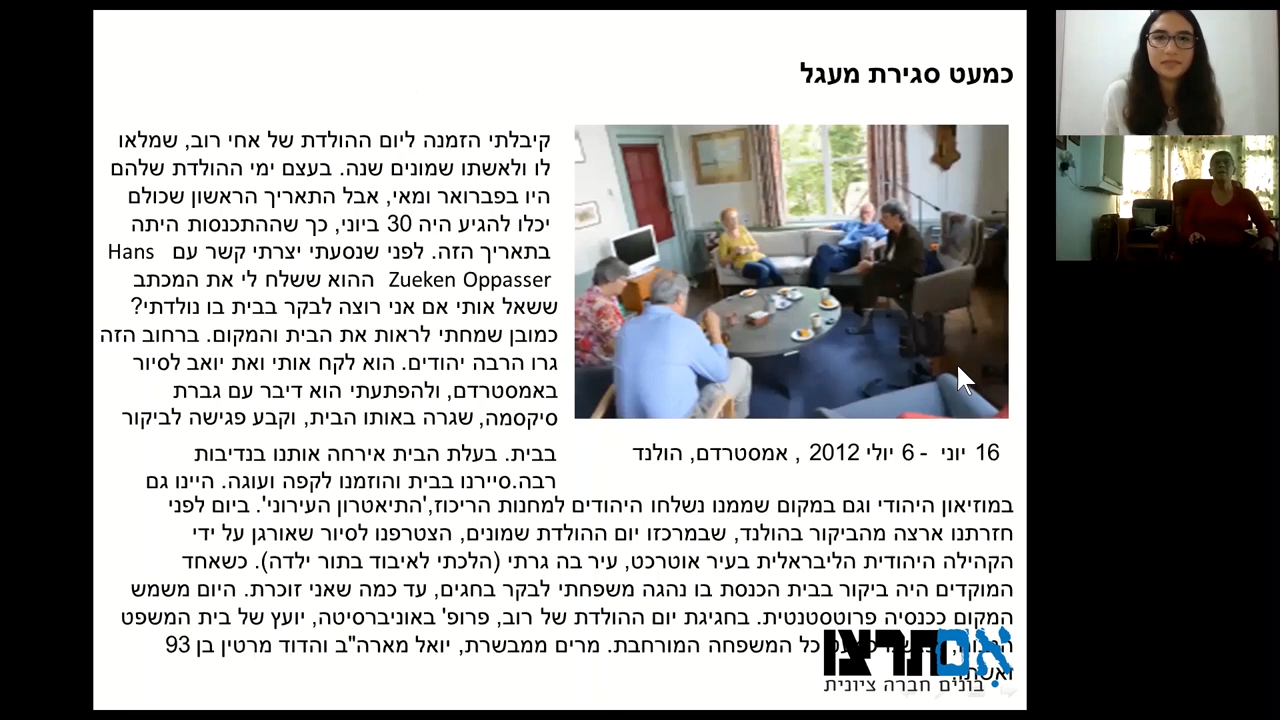 כמעט סגירת מעגל
קיבלתי הזמנה ליום ההולדת של אחי רוב, שמלאו
לו ולאשתו שמונים שנה. בעצם ימי ההולדת שלהם
היו בפברואר ומאי, אבל התאריך הראשון שכולם
יכלו להגיע היה 30 ביוני, כך שההתכנסות היתה
בתאריך הזה. לפני שנסעתי יצרתי קשר עם Hans
Zueken Oppasser ההוא ששלח לי את המכתב
ששאל אותי אם אני רוצה לבקר בבית בו נולדתי?
כמובן שמחתי לראות את הבית והמקום. ברחוב הזה
גרו הרבה יהודים. הוא לקח אותי ואת יואב לסיור
באמסטרדם, ולהפתעתי הוא דיבר עם גברת
סיקסמה, שגרה באותו הבית, וקבע פגישה לביקור
בבית. בעלת הבית אירחה אותנו בנדיבות
רבה.סיירנו בבית והוזמנו לקפה ועוגה. היינו גם
16 יוני - 6 יולי 2012 , אמסטרדם, הולנד
במוזיאון היהודי וגם במקום שממנו נשלחו היהודים למחנות הריכוז,'התיאטרון העירוני'. ביום לפני
חזרתנו ארצה מהביקור בהולנד, שבמרכזו יום ההולדת שמונים, הצטרפנו לסיור שאורגן על ידי
הקהילה היהודית הליבראלית בעיר אוטרכט, עיר בה גרתי (הלכתי לאיבוד בתור ילדה). כשאחד
המוקדים היה ביקור בבית הכנסת בו נהגה משפחתי לבקר בחגים, עד כמה שאני זוכרת. היום משמש
המקום ככנסיה פרוטסטנטית. בחגיגת יום ההולדת של רוב, פרופ' באוניברסיטה, יועץ של בית המשפט
כל המשפחה המורחבת. מרים ממבשרת, יואל מארה"ב והדוד מרטין בן 93
אם תרצו
בונים חברה ציונית